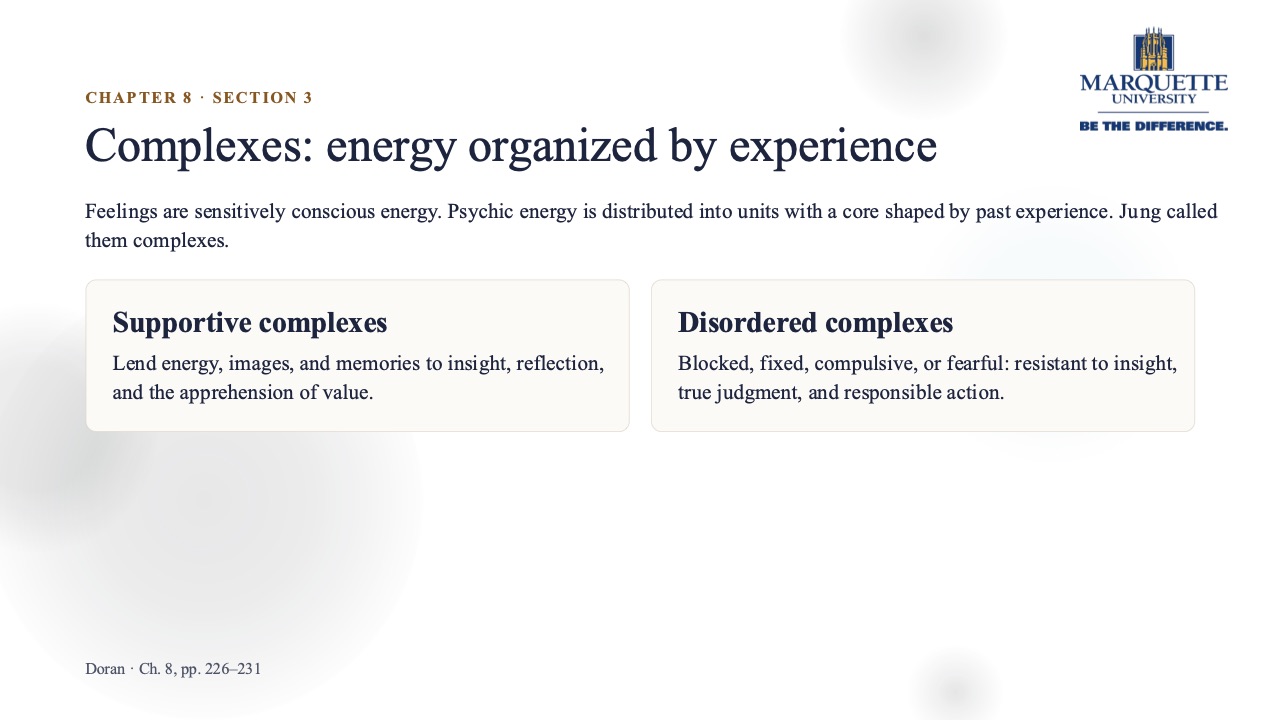 MARQUETTE
UNIVERSITY
BE THE DIFFERENCE.
CHAPTER 8 · SECTION 3
Complexes: energy organized by experience
Feelings are sensitively conscious energy. Psychic energy is distributed into units with a core shaped by past experience. Jung called
them complexes.
Supportive complexes
Lend energy, images, and memories to insight, reflection,
and the apprehension of value.
Disordered complexes
Blocked, fixed, compulsive, or fearful: resistant to insight,
true judgment, and responsible action.
Doran · Ch. 8, pp. 226–231